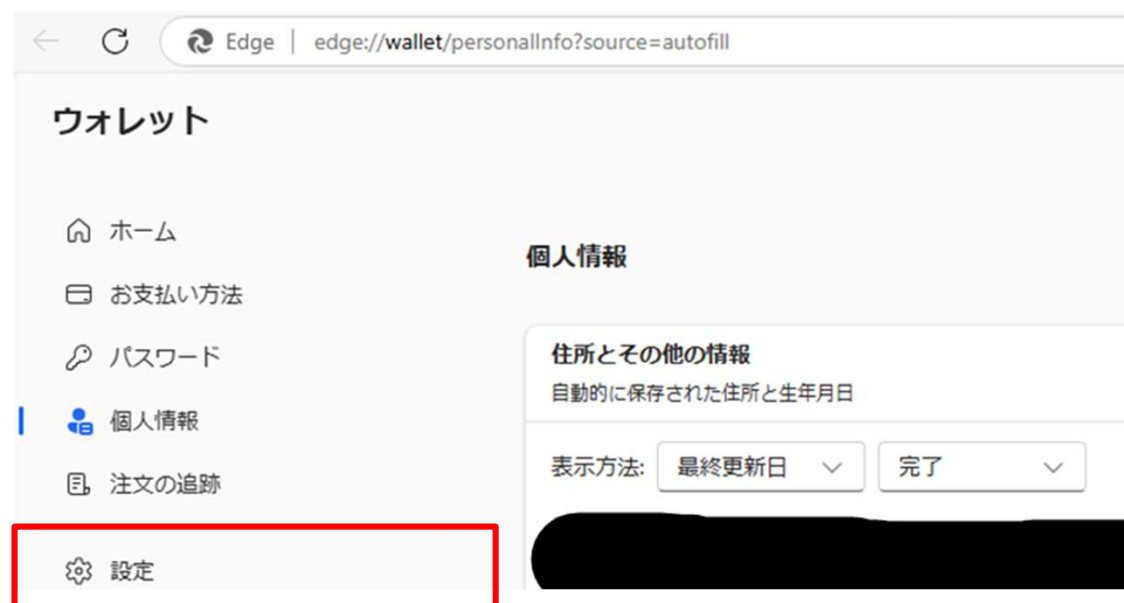 Edge | edge://wallet/personalInfo?source=autofill
ウォレット
ホーム
お支払い方法
パスワード
個人情報
注文の追跡
設定
個人情報
住所とその他の情報
自動的に保存された住所と生年月日
表示方法: 最終更新日 完了